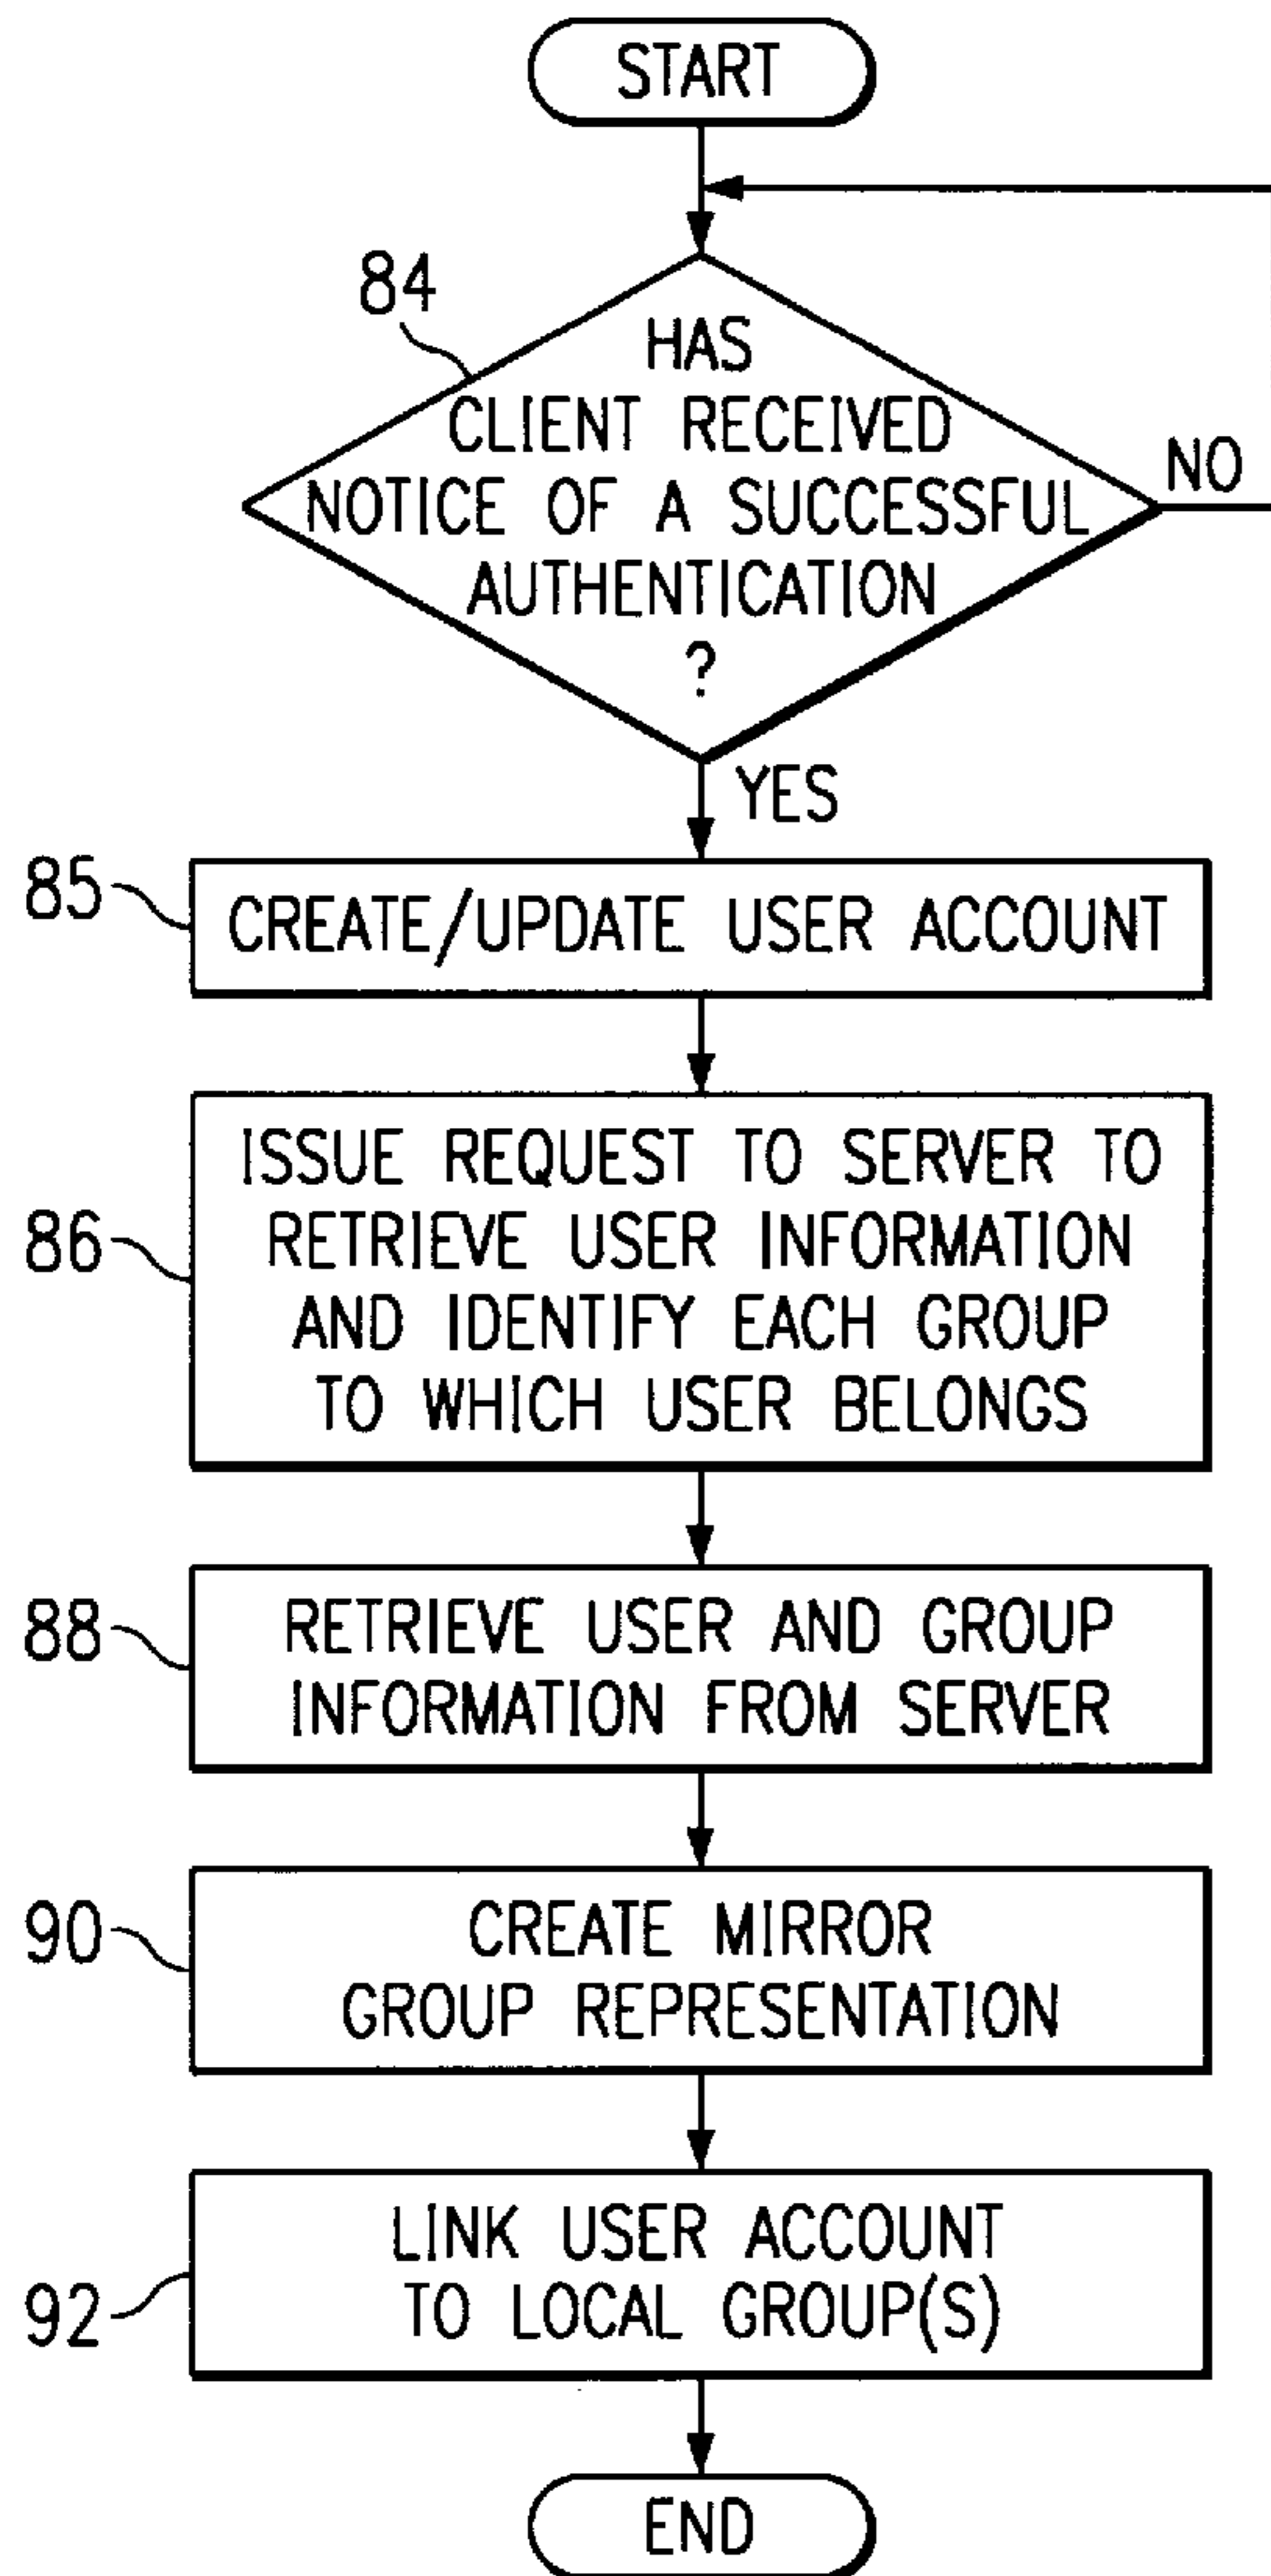 START
84
HAS
CLIENT RECEIVED
NOTICE OF A SUCCESSFUL
AUTHENTICATION
?
NO
YES
85
CREATE/UPDATE USER ACCOUNT
86
ISSUE REQUEST TO SERVER TO
RETRIEVE USER INFORMATION
AND IDENTIFY EACH GROUP
TO WHICH USER BELONGS
88
RETRIEVE USER AND GROUP
INFORMATION FROM SERVER
90
CREATE MIRROR
GROUP REPRESENTATION
92
LINK USER ACCOUNT
TO LOCAL GROUP(S)
END